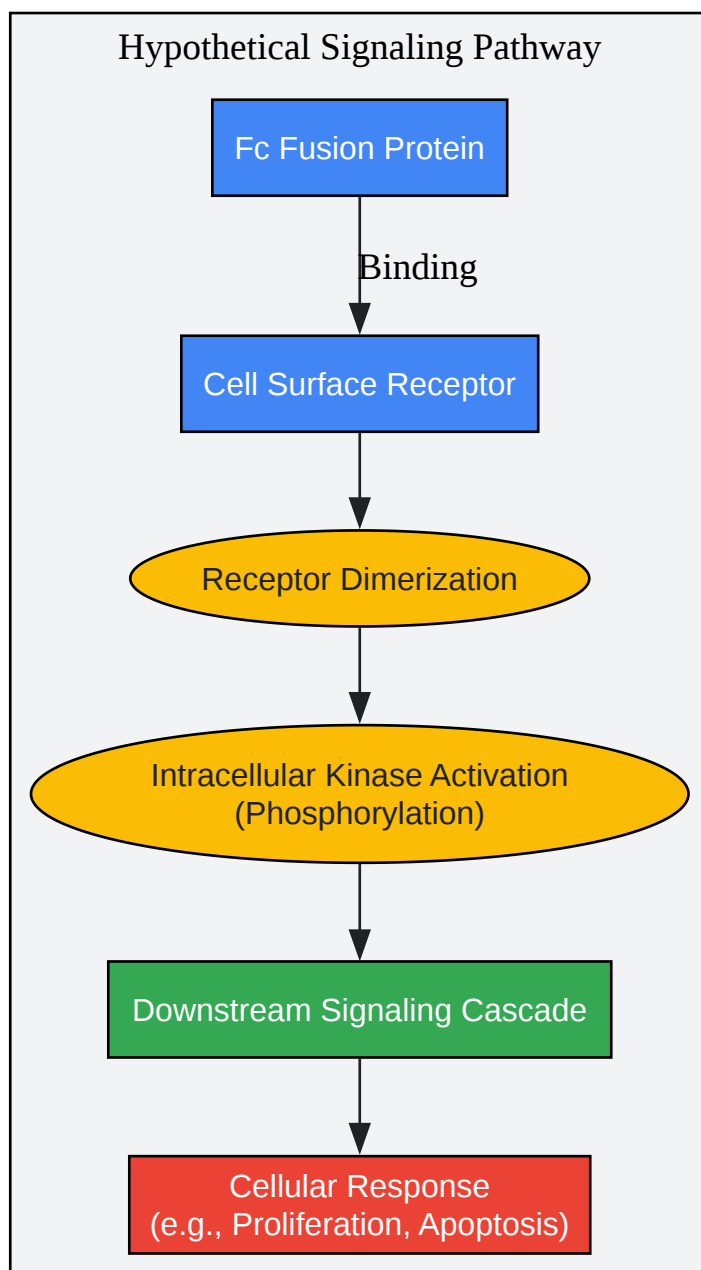 Hypothetical Signaling Pathway
Fc Fusion Protein
Binding
Cell Surface Receptor
Receptor Dimerization
Intracellular Kinase Activation
(Phosphorylation)
Downstream Signaling Cascade
Cellular Response
(e.g., Proliferation, Apoptosis)